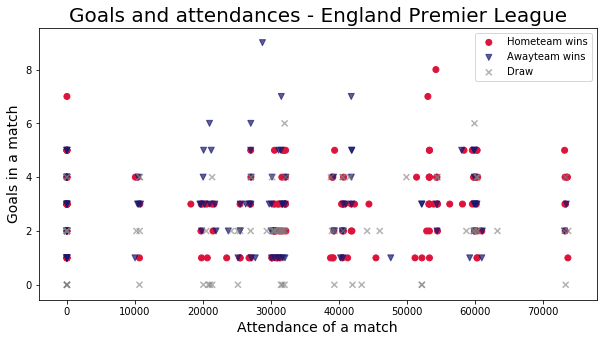 Goals and attendances - England Premier League
Hometeam wins
Awayteam wins
Draw
8
6
4
2
0
Goals in a match
0 10000 20000 30000 40000 50000 60000 70000
Attendance of a match